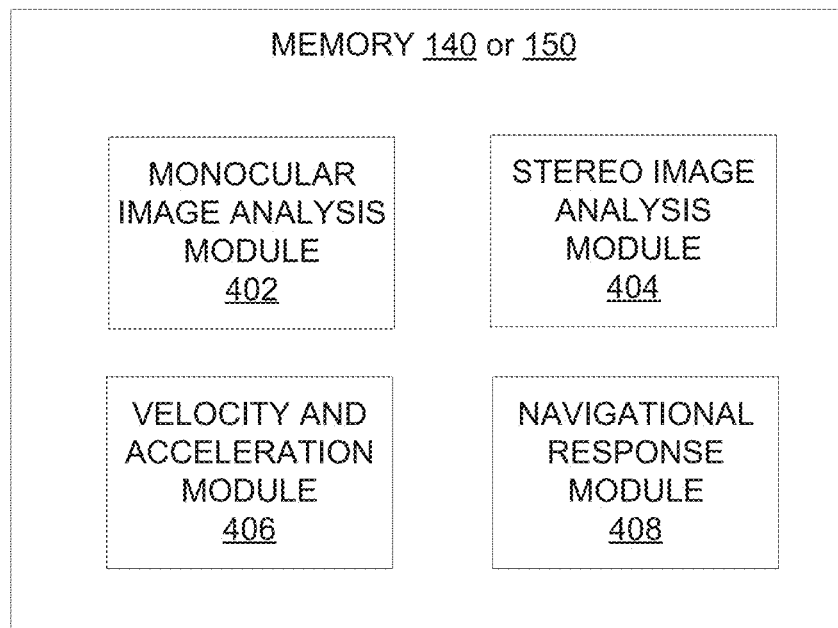 MEMORY 140 or 150
MONOCULAR
IMAGE ANALYSIS
MODULE
402
STEREO IMAGE
ANALYSIS
MODULE
404
VELOCITY AND
ACCELERATION
MODULE
406
NAVIGATIONAL
RESPONSE
MODULE
408